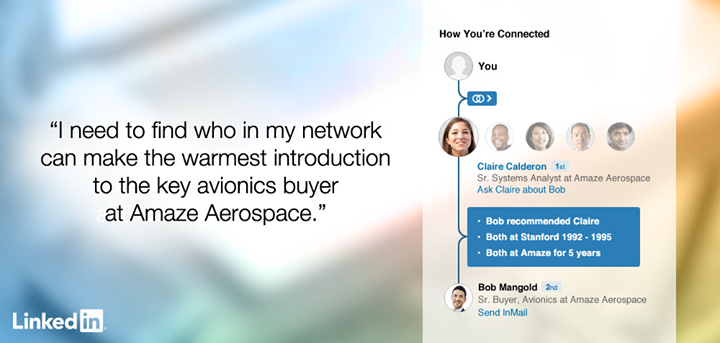 “I need to find who in my network
can make the warmest introduction
to the key avionics buyer
at Amaze Aerospace.”
LinkedIn
How You’re Connected
You
Claire Calderon 1st
Sr. Systems Analyst at Amaze Aerospace
Ask Claire about Bob
• Bob recommended Claire
• Both at Stanford 1992 - 1995
• Both at Amaze for 5 years
Bob Mangold 2nd
Sr. Buyer, Avionics at Amaze Aerospace
Send InMail